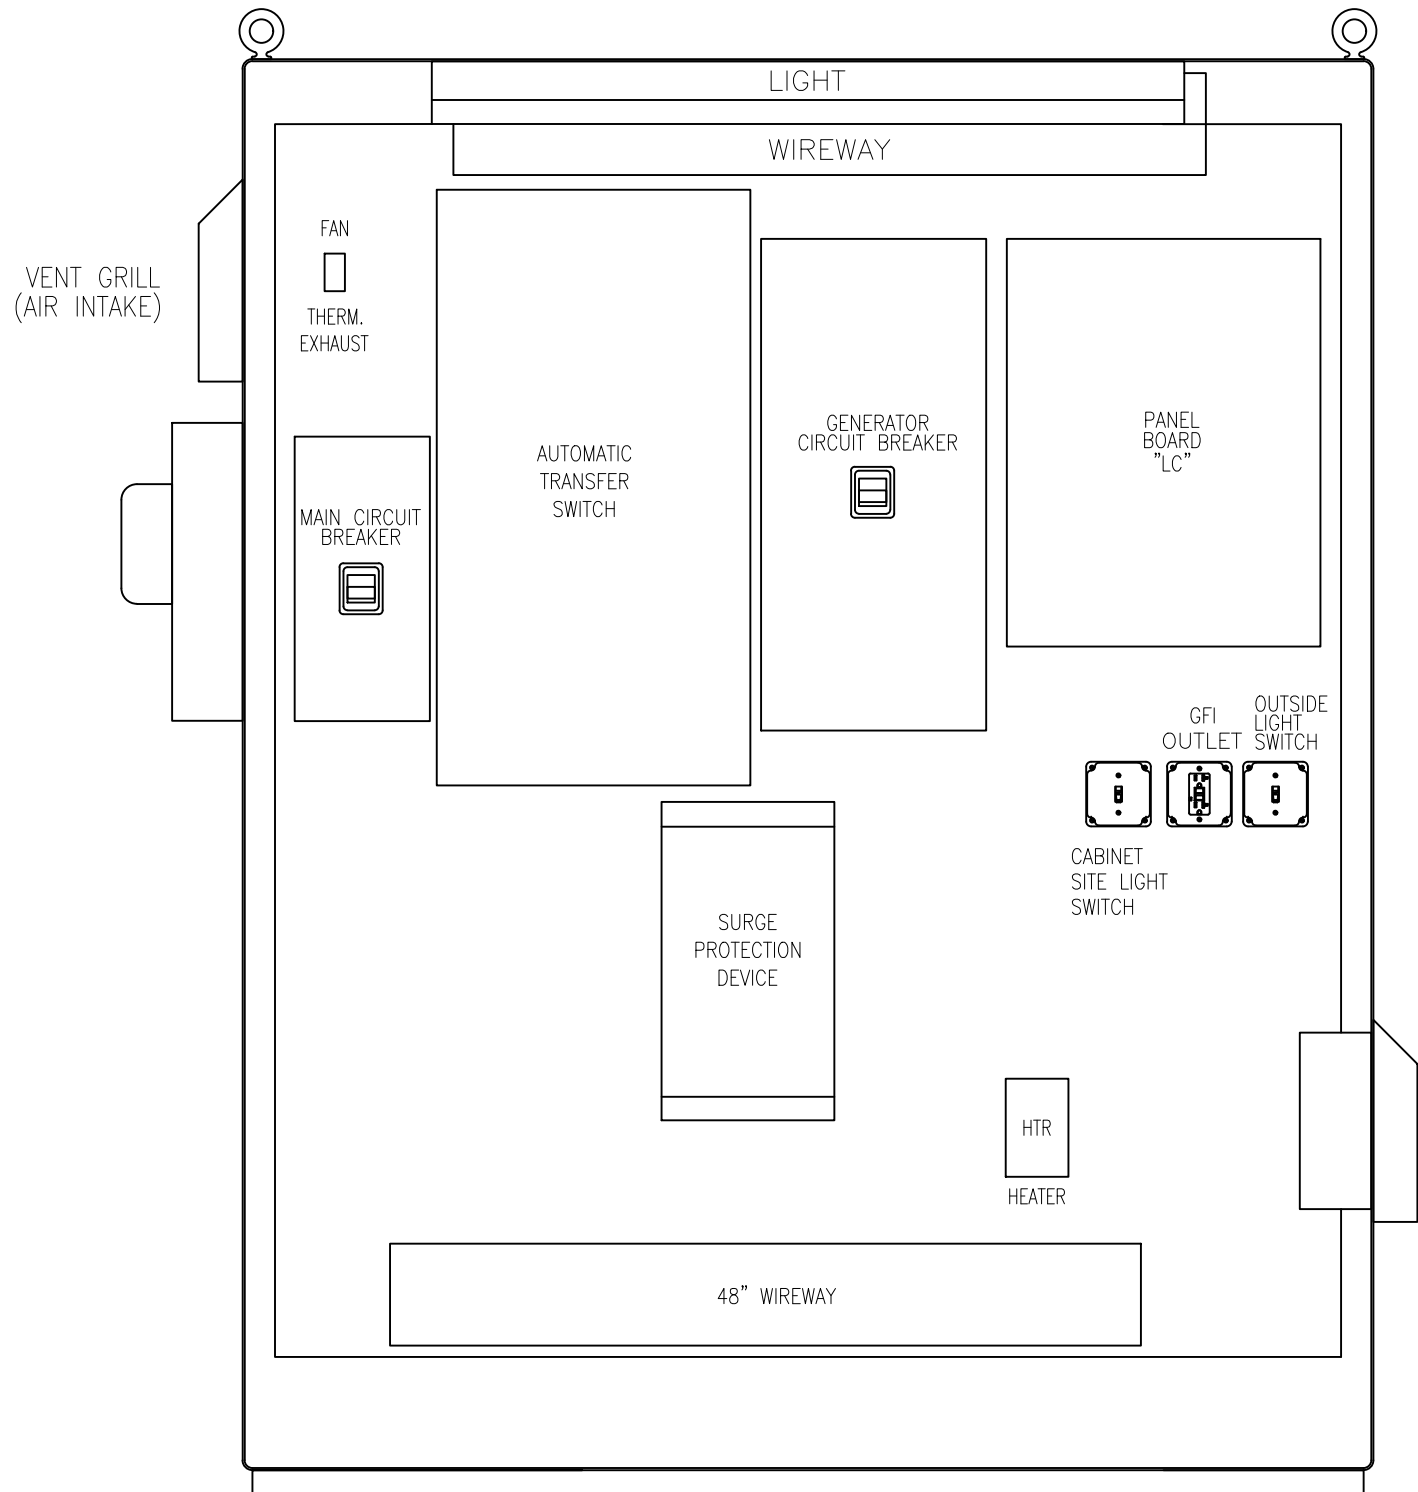 LIGHT
WIREWAY
FAN
THERM.
EXHAUST
VENT GRILL
(AIR INTAKE)
AUTOMATIC
TRANSFER
SWITCH
GENERATOR
CIRCUIT BREAKER
PANEL
BOARD
"LC"
MAIN CIRCUIT
BREAKER
GFI
OUTLET
OUTSIDE
LIGHT
SWITCH
CABINET
SITE LIGHT
SWITCH
SURGE
PROTECTION
DEVICE
HTR
HEATER
48" WIREWAY